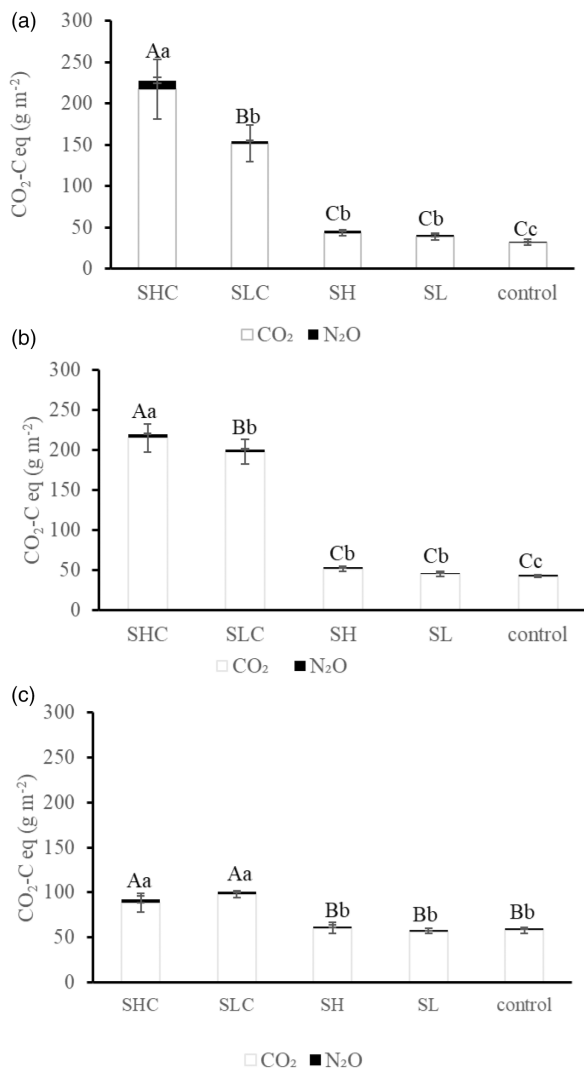 (a)
300
250
200
150
100
50
0
CO₂-C eq (g m⁻²)
Aa
Bb
Cb
Cb
Cc
SHC SLC SH SL control
CO₂ N₂O
(b)
300
250
200
150
100
50
0
CO₂-C eq (g m⁻²)
Aa
Bb
Cb
Cb
Cc
SHC SLC SH SL control
CO₂ N₂O
(c)
300
250
200
150
100
50
0
CO₂-C eq (g m⁻²)
Aa
Aa
Bb
Bb
Bb
SHC SLC SH SL control
CO₂ N₂O